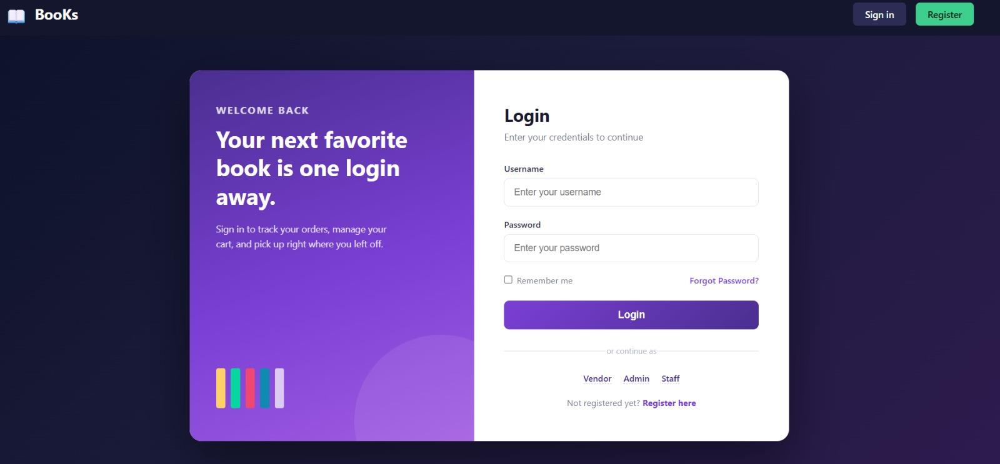 BooKs
Sign in
Register
WELCOME BACK
Your next favorite
book is one login
away.
Sign in to track your orders, manage your
cart, and pick up right where you left off.
Login
Enter your credentials to continue
Username
Enter your username
Password
Enter your password
Remember me
Forgot Password?
Login
or continue as
Vendor Admin Staff
Not registered yet? Register here